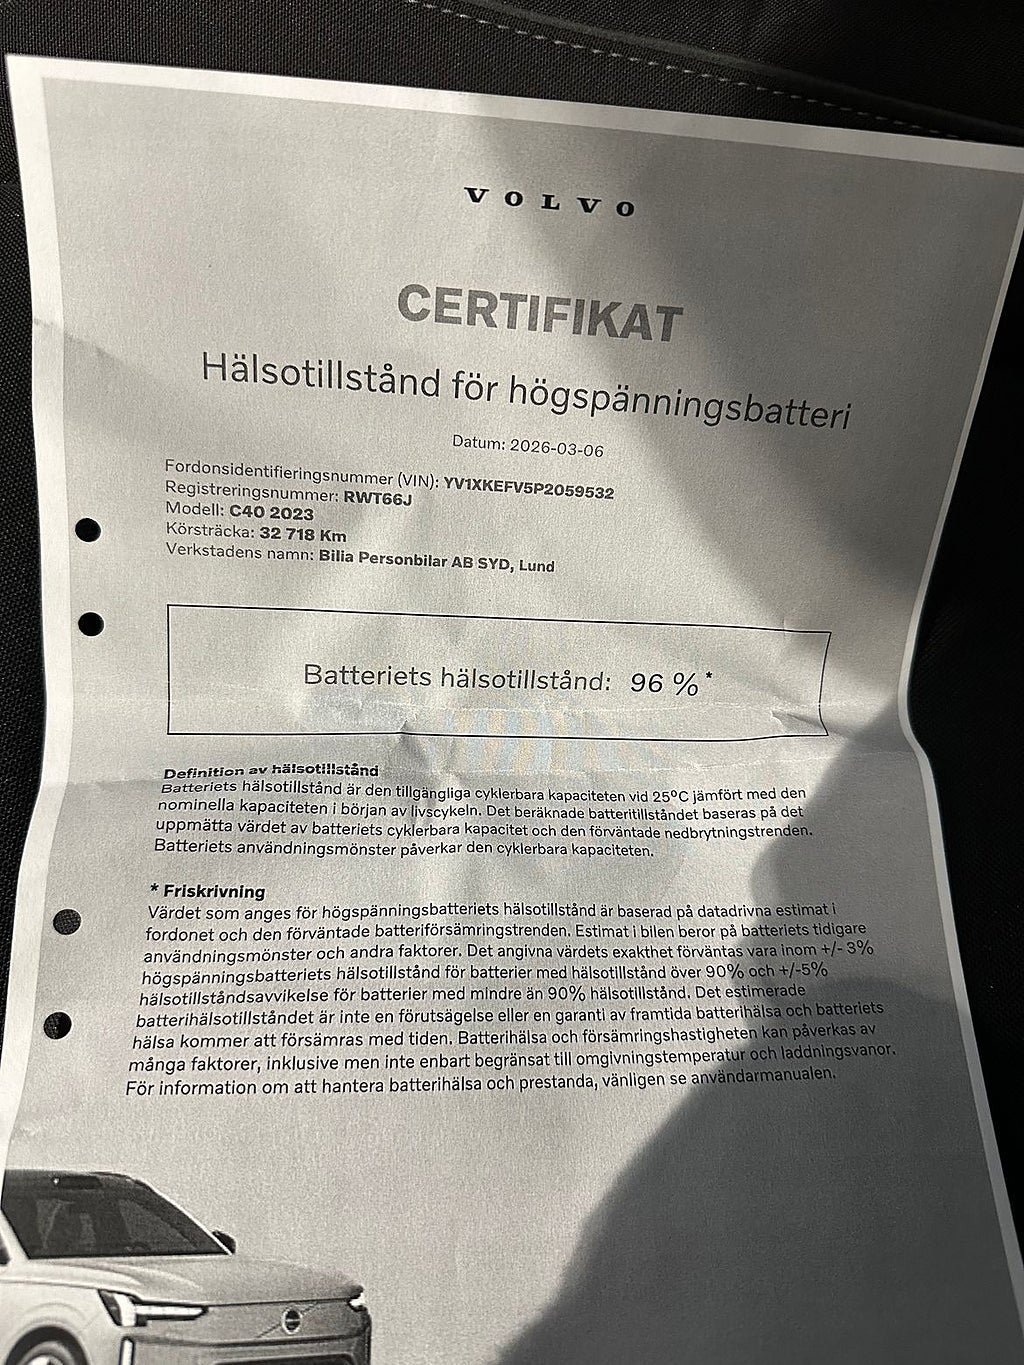 VOLVO
CERTIFIKAT
Hälsotillstånd för högspänningsbatteri
Datum: 2026-03-06
Fordonsidentifieringsnummer (VIN): YV1XKEFV5P2059532
Registreringsnummer: RWT66J
Modell: C40 2023
Körsträcka: 32 718 Km
Verkstadens namn: Bilia Personbilar AB SYD, Lund
Batteriets hälsotillstånd: 96 %*
Definition av hälsotillstånd
Batteriets hälsotillstånd är den tillgängliga cyklerbara kapaciteten vid 25°C jämfört med den
nominella kapaciteten i början av livscykeln. Det beräknade batteritillståndet baseras på det
uppmätta värdet av batteriets cyklerbara kapacitet och den förväntade nedbrytningstrenden.
Batteriets användningsmönster påverkar den cyklerbara kapaciteten.
* Friskrivning
Värdet som anges för högspänningsbatteriets hälsotillstånd är baserad på datadrivna estimat i
fordonet och den förväntade batteriförsämringstrenden. Estimat i bilen beror på batteriets tidigare
användningsmönster och andra faktorer. Det angivna värdets exakthet förväntas vara inom +/- 3%
högspänningsbatteriets hälsotillstånd för batterier med hälsotillstånd över 90% och +/-5%
hälsotillståndsavvikelse för batterier med mindre än 90% hälsotillstånd. Det estimerade
batterihälsotillståndet är inte en förutsägelse eller en garanti av framtida batterihälsa och batteriets
hälsa kommer att försämras med tiden. Batterihälsa och försämringshastigheten kan påverkas av
många faktorer, inklusive men inte enbart begränsat till omgivningstemperatur och laddningsvanor.
För information om att hantera batterihälsa och prestanda, vänligen se användarmanualen.